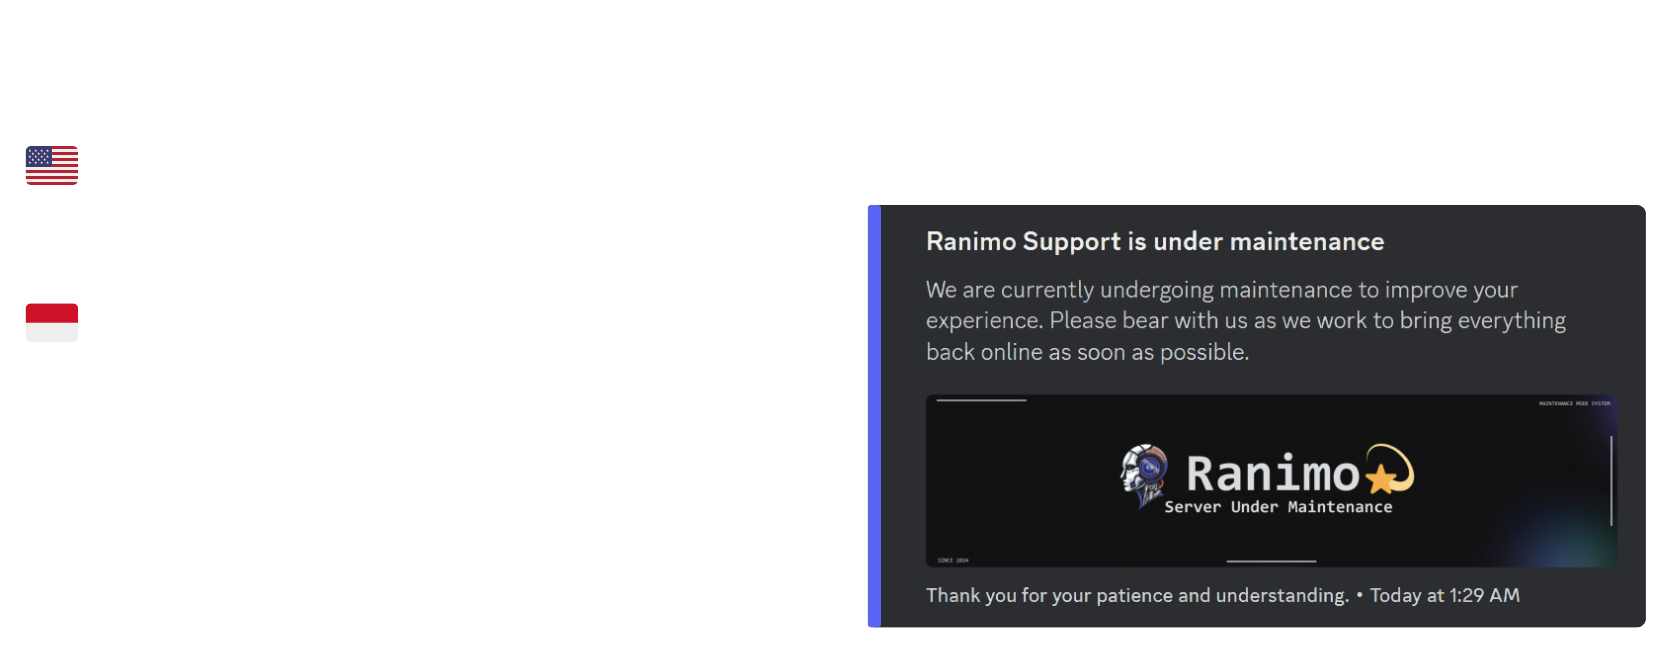 Ranimo Support is under maintenance
We are currently undergoing maintenance to improve your
experience. Please bear with us as we work to bring everything
back online as soon as possible.
MAINTENANCE MODE SYSTEM
Ranimo
Server Under Maintenance
SINCE 2024
Thank you for your patience and understanding. • Today at 1:29 AM